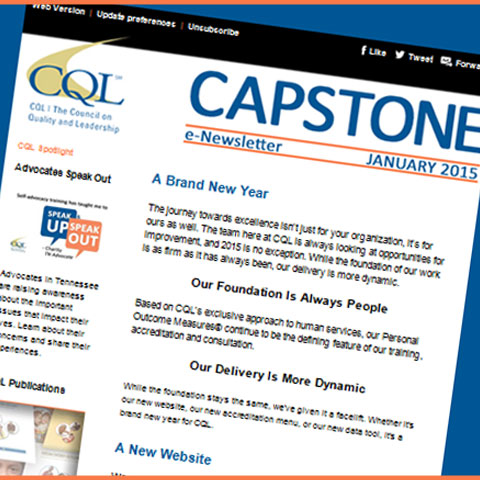 Web Version | Update preferences | Unsubscribe
Like Tweet Forwa
CQL SM
CQL | The Council on
Quality and Leadership
CAPSTONE
e-Newsletter
JANUARY 2015
CQL Spotlight
Advocates Speak Out
Self-advocacy training has taught me to
SPEAK
UP
SPEAK
OUT
- Charity
TN Advocate
Advocates in Tennessee
are raising awareness
about the important
ssues that impact their
ves. Learn about their
oncerns and share their
xperiences.
L Publications
A Brand New Year
The journey towards excellence isn't just for your organization, it's for
ours as well. The team here at CQL is always looking at opportunities for
improvement, and 2015 is no exception. While the foundation of our work
is as firm as it has always been, our delivery is more dynamic.
Our Foundation Is Always People
Based on CQL's exclusive approach to human services, our Personal
Outcome Measures® continue to be the defining feature of our training,
accreditation and consultation.
Our Delivery Is More Dynamic
While the foundation stays the same, we've given it a facelift. Whether it's
our new website, our new accreditation menu, or our new data tool, it's a
brand new year for CQL.
A New Website